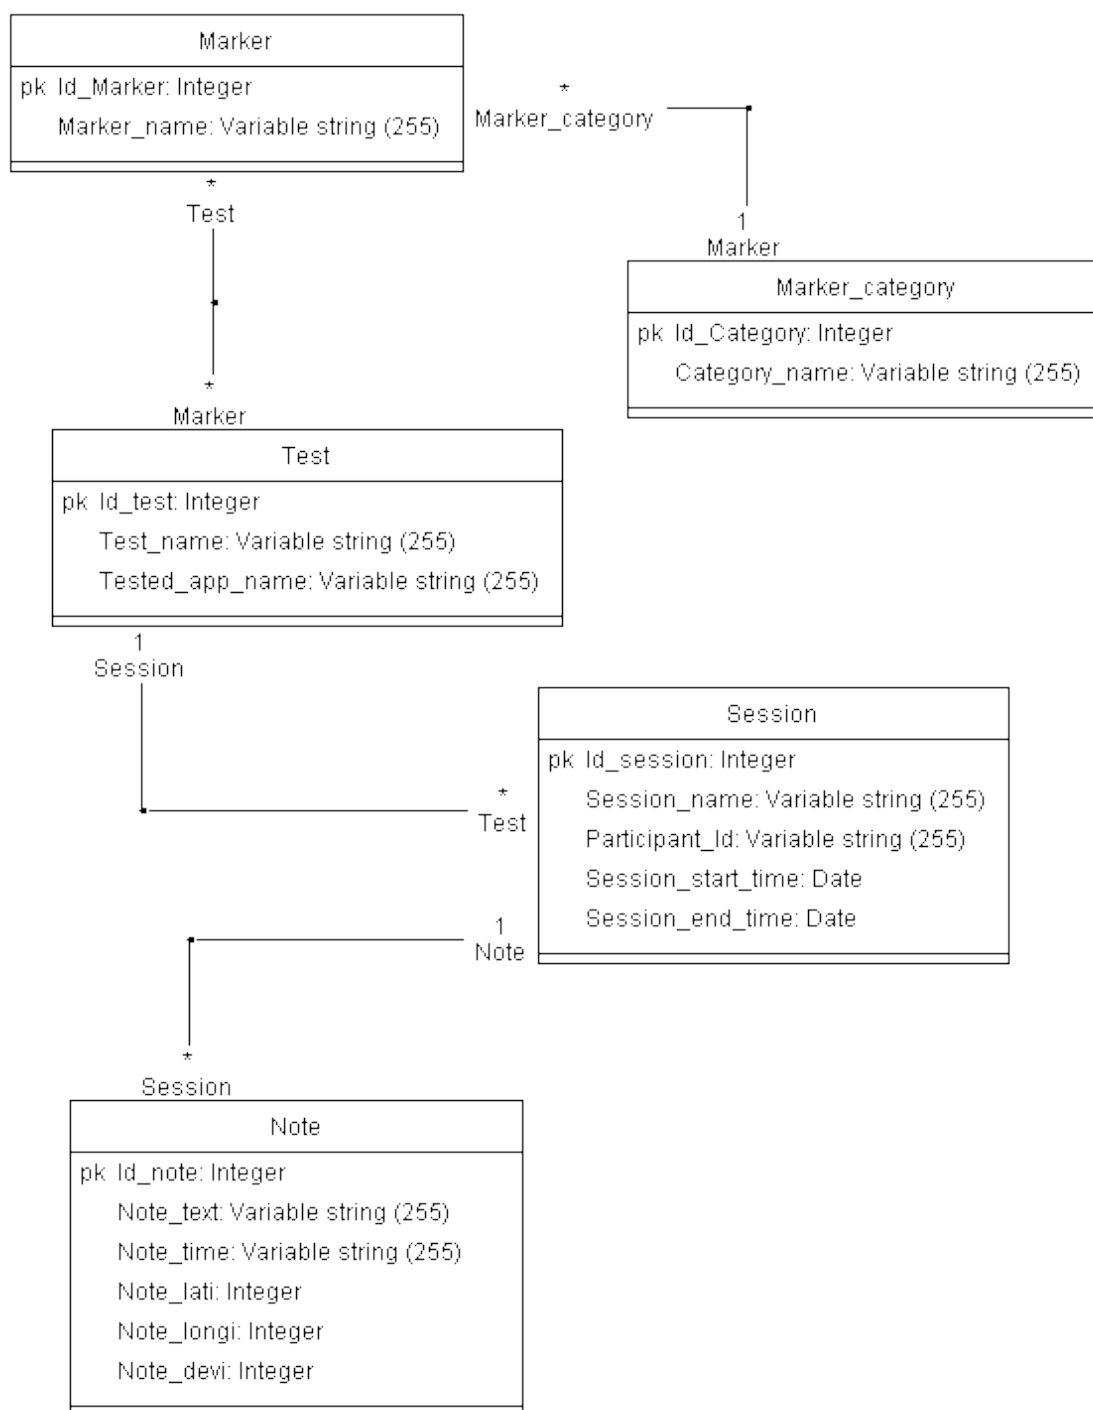 Marker
pk Id_Marker: Integer
Marker_name: Variable string (255)
*
Marker_category
*
Test
1
Marker
Marker_category
pk Id_Category: Integer
Category_name: Variable string (255)
*
Marker
Test
pk Id_test: Integer
Test_name: Variable string (255)
Tested_app_name: Variable string (255)
1
Session
Session
pk Id_session: Integer
Session_name: Variable string (255)
Participant_Id: Variable string (255)
Session_start_time: Date
Session_end_time: Date
*
Test
1
Note
*
Session
Note
pk Id_note: Integer
Note_text: Variable string (255)
Note_time: Variable string (255)
Note_lati: Integer
Note_longi: Integer
Note_devi: Integer